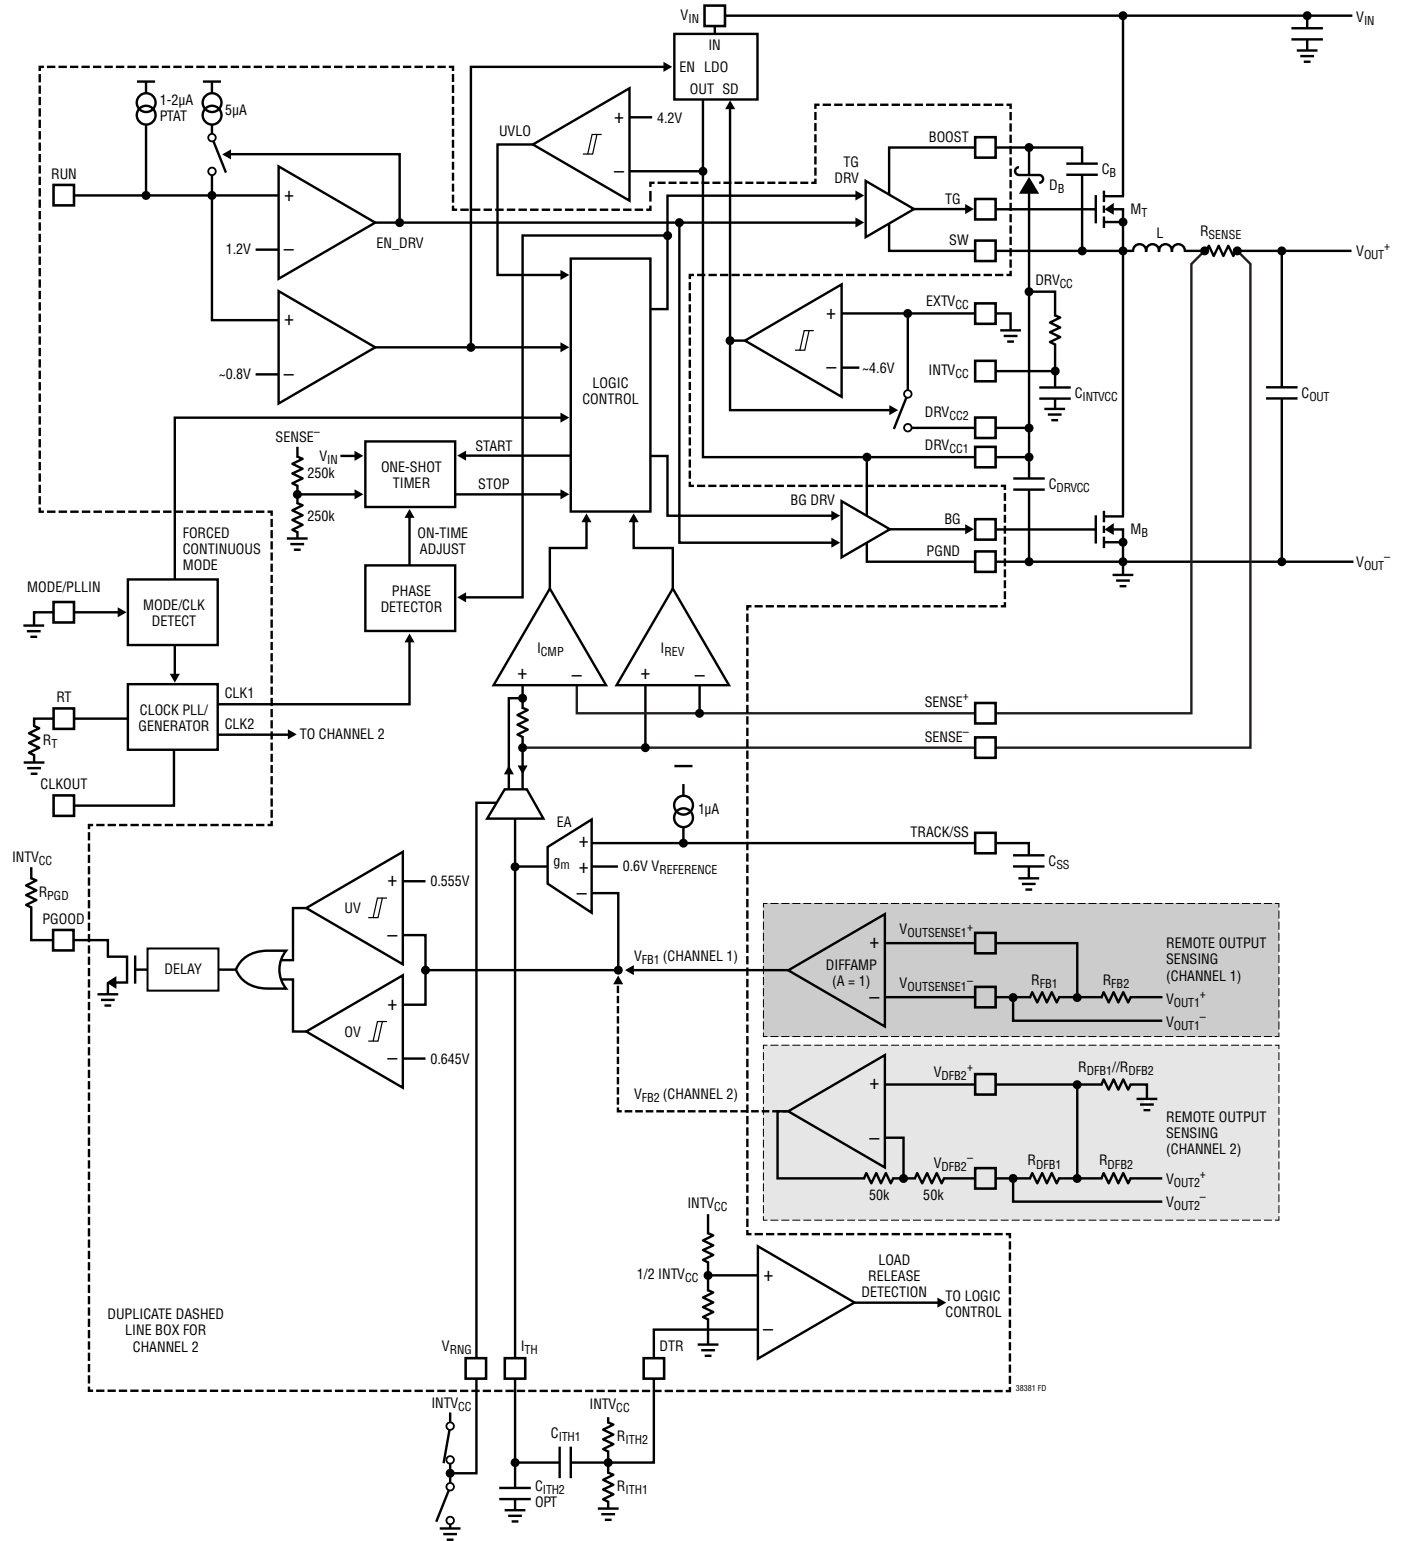 VIN
VIN
IN
EN LDO
OUT SD
1-2µA
PTAT
5µA
UVLO
+
4.2V
–
RUN
+
1.2V
–
EN_DRV
TG
DRV
BOOST
TG
SW
DB
CB
MT
L
RSENSE
VOUT+
+
~0.8V
–
LOGIC
CONTROL
+
–
~4.6V
EXTVCC
INTVCC
DRVCC2
DRVCC1
DRVCC
CINTVCC
COUT
CDRVCC
SENSE–
VIN
250k
250k
ONE-SHOT
TIMER
START
STOP
ON-TIME
ADJUST
BG DRV
BG
PGND
MB
VOUT–
FORCED
CONTINUOUS
MODE
MODE/PLLIN
MODE/CLK
DETECT
PHASE
DETECTOR
ICMP
+ –
IREV
+ –
RT
RT
CLOCK PLL/
GENERATOR
CLK1
CLK2
TO CHANNEL 2
CLKOUT
SENSE+
SENSE–
1µA
EA
gm
+
+
–
0.6V VREFERENCE
TRACK/SS
CSS
INTVCC
RPGD
PGOOD
DELAY
UV
+
–
0.555V
OV
+
–
0.645V
VFB1 (CHANNEL 1)
DIFFAMP
(A = 1)
+
–
VOUTSENSE1+
VOUTSENSE1–
RFB1
RFB2
VOUT1+
VOUT1–
REMOTE OUTPUT
SENSING
(CHANNEL 1)
VFB2 (CHANNEL 2)
+
–
VDFB2+
VDFB2–
50k
50k
RDFB1//RDFB2
RDFB1
RDFB2
VOUT2+
VOUT2–
REMOTE OUTPUT
SENSING
(CHANNEL 2)
INTVCC
1/2 INTVCC
+
–
LOAD
RELEASE
DETECTION
TO LOGIC
CONTROL
DUPLICATE DASHED
LINE BOX FOR
CHANNEL 2
VRNG
ITH
DTR
38381 FD
INTVCC
CITH1
INTVCC
RITH2
RITH1
CITH2
OPT